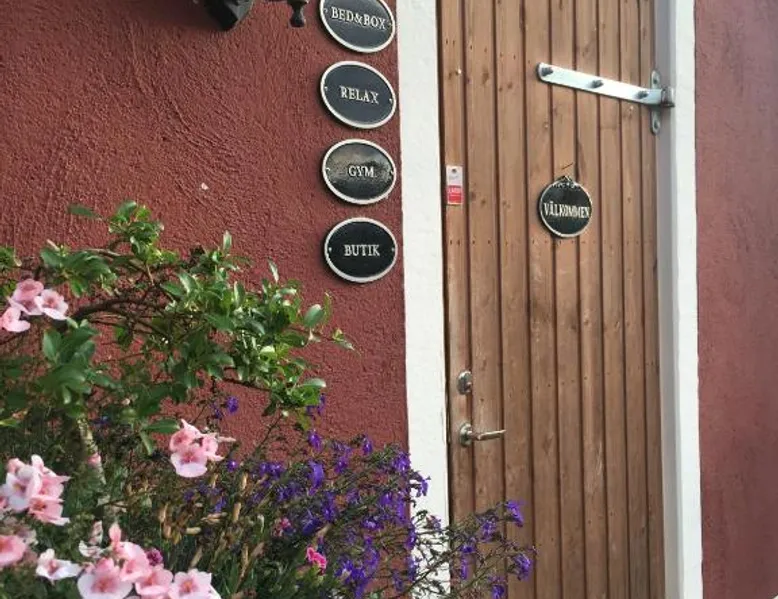 BED&BOX
RELAX
GYM
BUTIK
VÄLKOMMEN